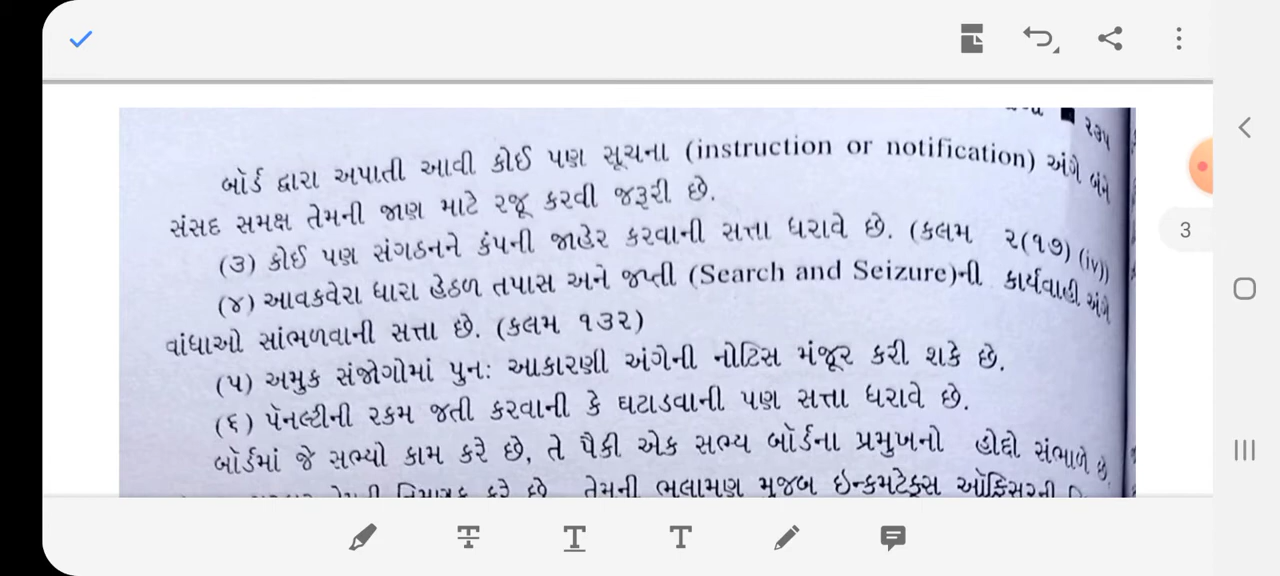 ■ ૨૩૫
3
બૉર્ડ દ્વારા અપાતી આવી કોઈ પણ સૂચના (instruction or notification) અંગે બંને
સંસદ સમક્ષ તેમની જાણ માટે રજૂ કરવી જરૂરી છે.
(૩) કોઈ પણ સંગઠનને કંપની જાહેર કરવાની સત્તા ધરાવે છે. (કલમ ૨(૧૭) (iv))
(૪) આવકવેરા ધારા હેઠળ તપાસ અને જપ્તી (Search and Seizure)ની કાર્યવાહી અંગે
વાંધાઓ સાંભળવાની સત્તા છે. (કલમ ૧૩૨)
(૫) અમુક સંજોગોમાં પુનઃ આકારણી અંગેની નોટિસ મંજૂર કરી શકે છે.
(૬) પૅનલ્ટીની રકમ જતી કરવાની કે ઘટાડવાની પણ સત્તા ધરાવે છે.
બૉર્ડમાં જે સભ્યો કામ કરે છે, તે પૈકી એક સભ્ય બૉર્ડના પ્રમુખનો હોદ્દો સંભાળે છે.
કરે છે તેમની ભલામણ મુજબ ઇન્કમટેક્સ ઑફિસરની